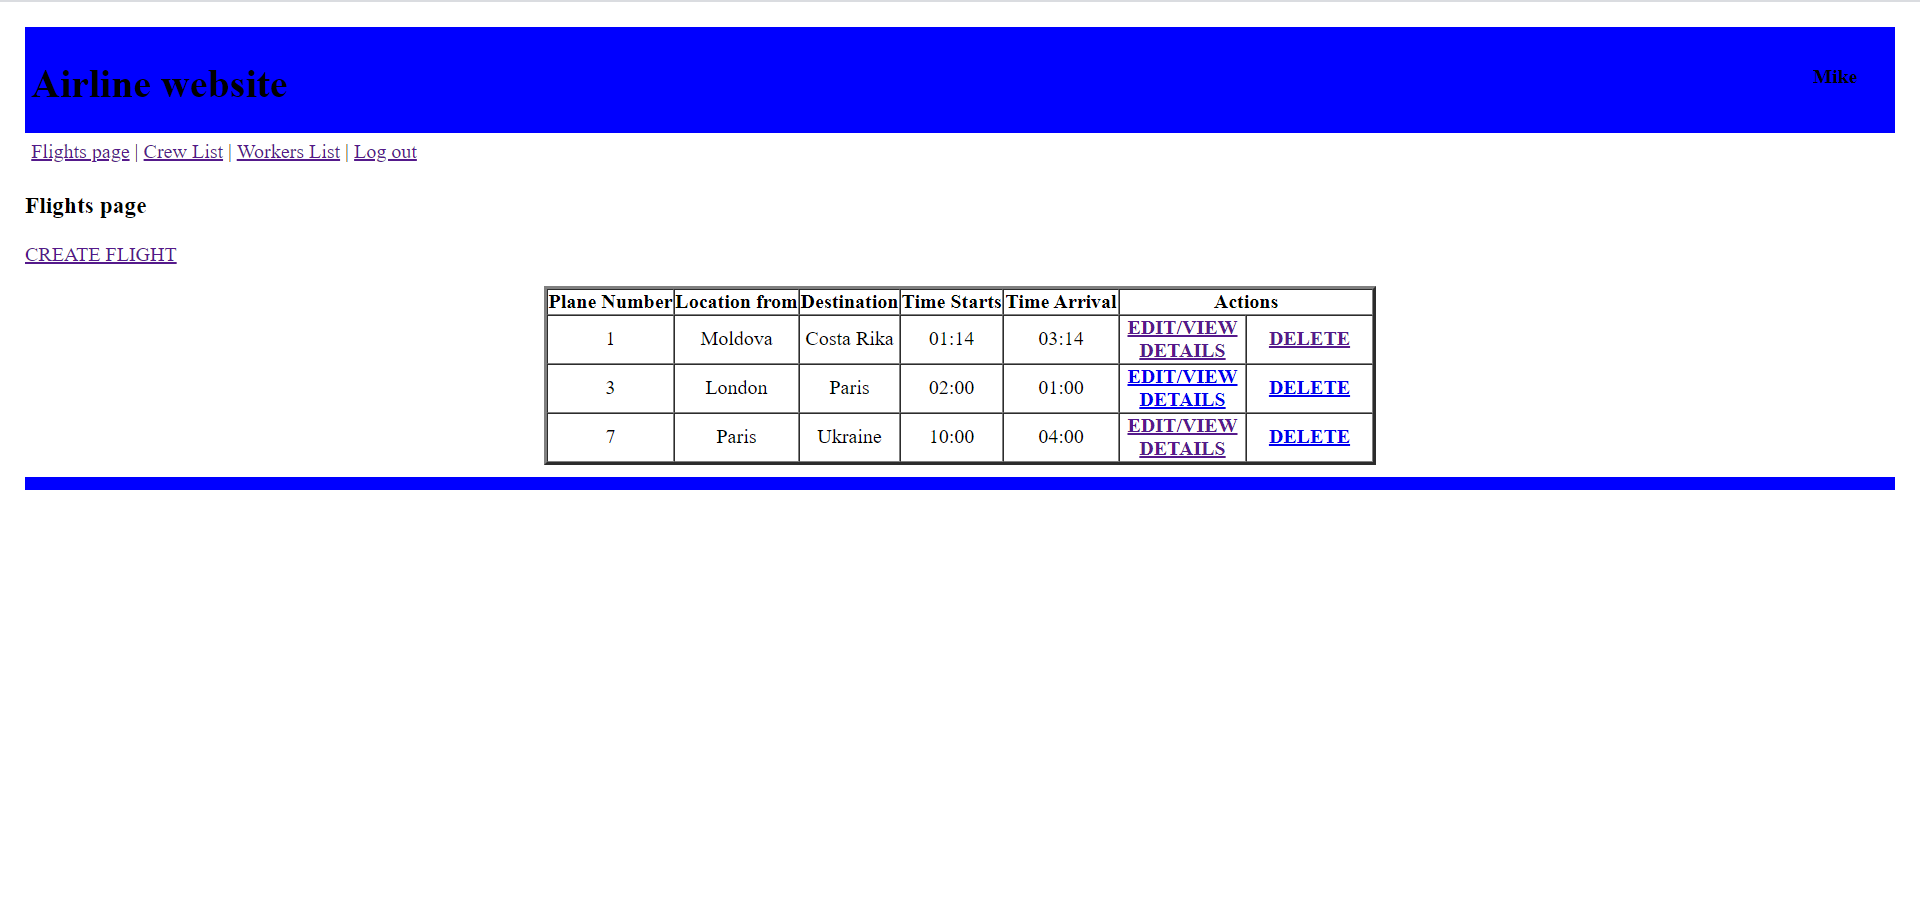 Airline website
Mike
Flights page | Crew List | Workers List | Log out
Flights page
CREATE FLIGHT
Plane Number Location from Destination Time Starts Time Arrival Actions
1 Moldova Costa Rika 01:14 03:14 EDIT/VIEW DETAILS DELETE
3 London Paris 02:00 01:00 EDIT/VIEW DETAILS DELETE
7 Paris Ukraine 10:00 04:00 EDIT/VIEW DETAILS DELETE